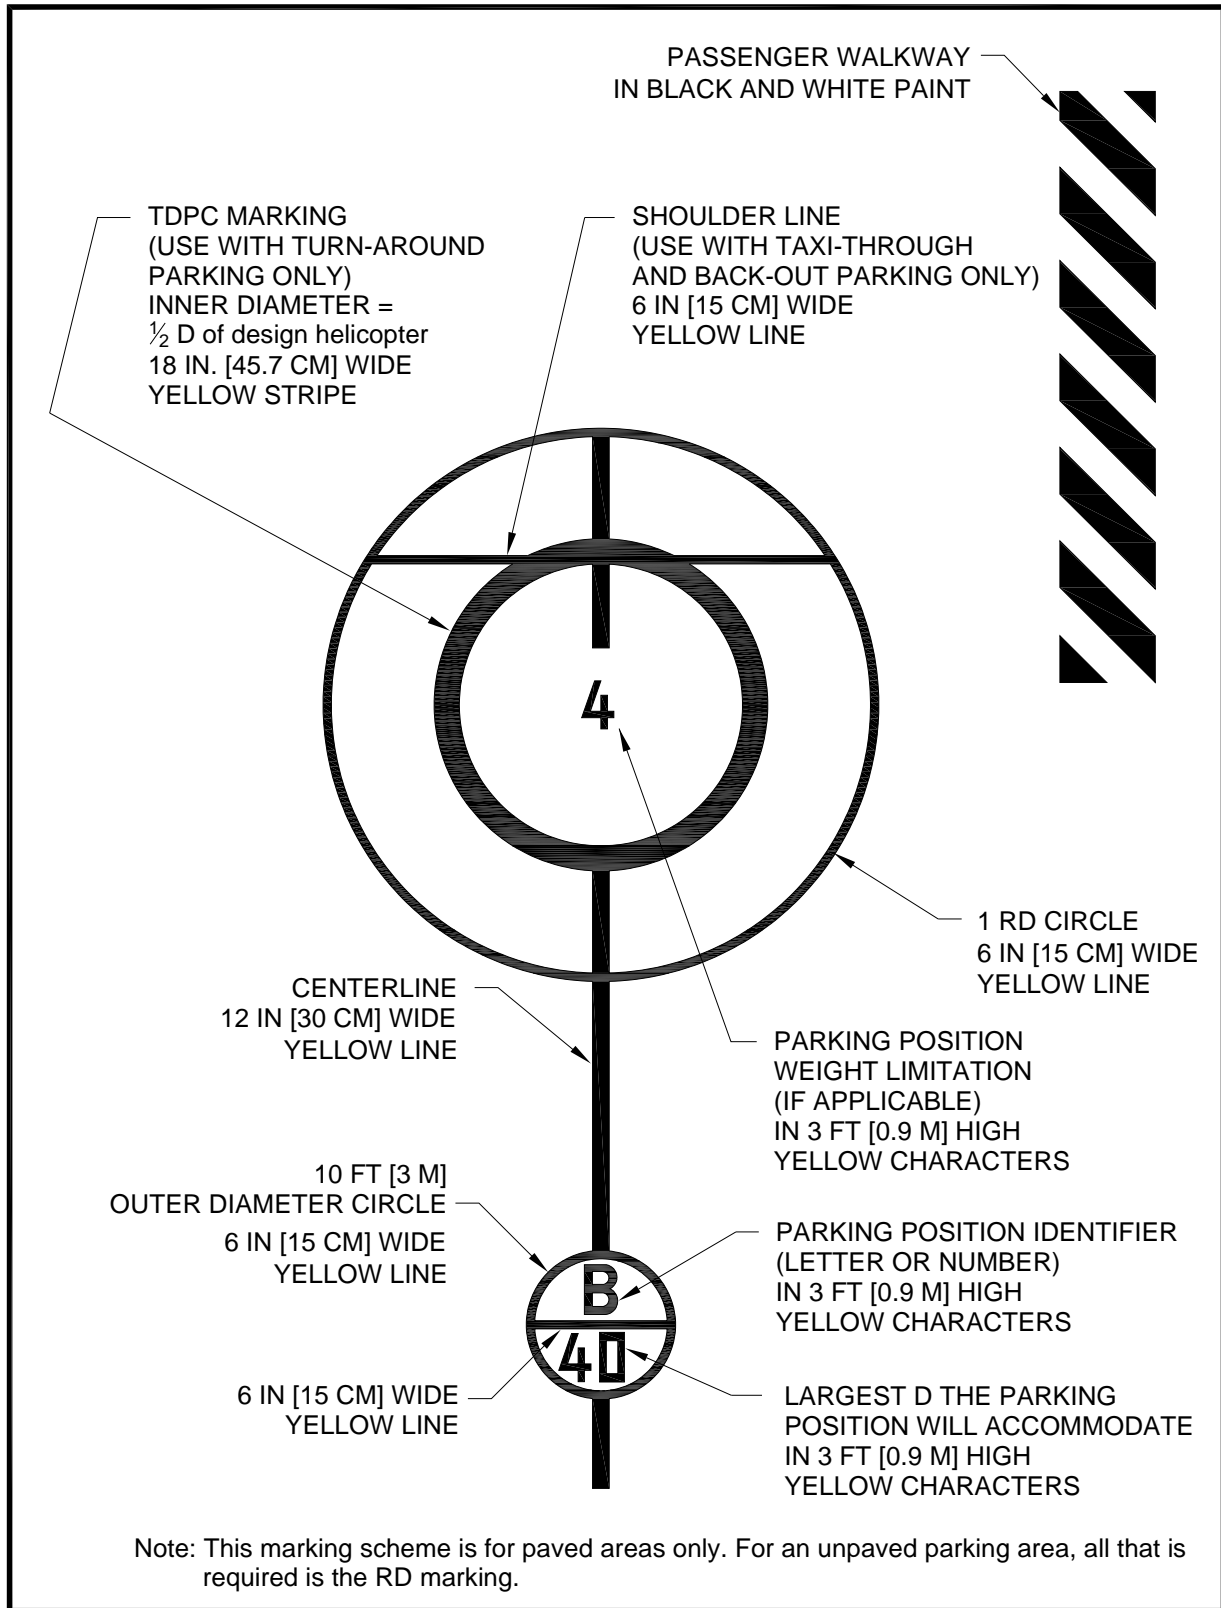 PASSENGER WALKWAY
IN BLACK AND WHITE PAINT
TDPC MARKING
(USE WITH TURN-AROUND
PARKING ONLY)
INNER DIAMETER =
½ D of design helicopter
18 IN. [45.7 CM] WIDE
YELLOW STRIPE
SHOULDER LINE
(USE WITH TAXI-THROUGH
AND BACK-OUT PARKING ONLY)
6 IN [15 CM] WIDE
YELLOW LINE
4
1 RD CIRCLE
6 IN [15 CM] WIDE
YELLOW LINE
CENTERLINE
12 IN [30 CM] WIDE
YELLOW LINE
PARKING POSITION
WEIGHT LIMITATION
(IF APPLICABLE)
IN 3 FT [0.9 M] HIGH
YELLOW CHARACTERS
10 FT [3 M]
OUTER DIAMETER CIRCLE
6 IN [15 CM] WIDE
YELLOW LINE
PARKING POSITION IDENTIFIER
(LETTER OR NUMBER)
IN 3 FT [0.9 M] HIGH
YELLOW CHARACTERS
B
40
6 IN [15 CM] WIDE
YELLOW LINE
LARGEST D THE PARKING
POSITION WILL ACCOMMODATE
IN 3 FT [0.9 M] HIGH
YELLOW CHARACTERS
Note: This marking scheme is for paved areas only. For an unpaved parking area, all that is
required is the RD marking.